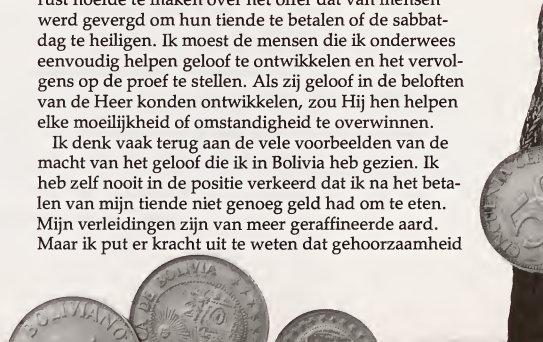 rust hoefde te maken over het offer dat van mensen
werd gevergd om hun tiende te betalen of de sabbat-
dag te heiligen. Ik moest de mensen die ik onderwees
eenvoudig helpen geloof te ontwikkelen en het vervol-
gens op de proef te stellen. Als zij geloof in de beloften
van de Heer konden ontwikkelen, zou Hij hen helpen
elke moeilijkheid of omstandigheid te overwinnen.
Ik denk vaak terug aan de vele voorbeelden van de
macht van het geloof die ik in Bolivia heb gezien. Ik
heb zelf nooit in de positie verkeerd dat ik na het beta-
len van mijn tiende niet genoeg geld had om te eten.
Mijn verleidingen zijn van meer geraffineerde aard.
Maar ik put er kracht uit te weten dat gehoorzaamheid
DE BOLIVIA
BOLIVIANO